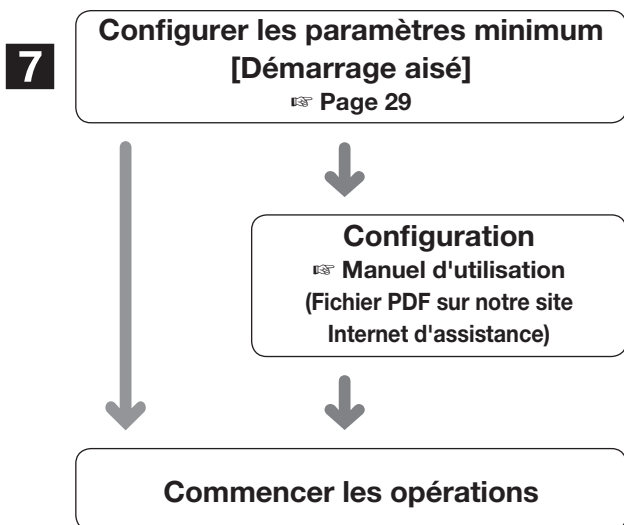 7
Configurer les paramètres minimum
[Démarrage aisé]
☞ Page 29
Configuration
☞ Manuel d'utilisation
(Fichier PDF sur notre site
Internet d'assistance)
Commencer les opérations